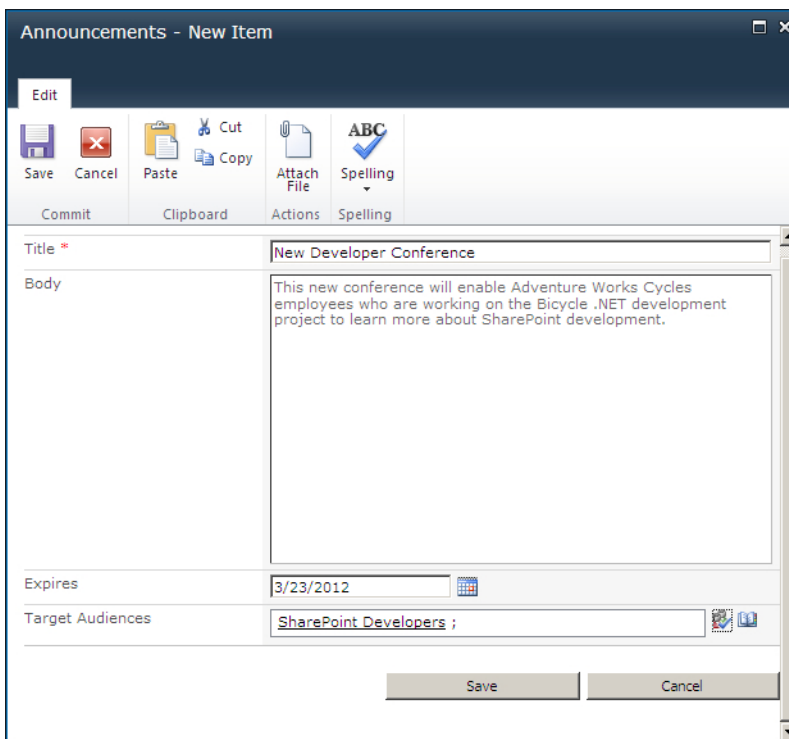 Announcements - New Item
Edit
Save
Cancel
Paste
Cut
Copy
Attach
File
ABC
Spelling
Commit
Clipboard
Actions
Spelling
Title *
New Developer Conference
Body
This new conference will enable Adventure Works Cycles
employees who are working on the Bicycle .NET development
project to learn more about SharePoint development.
Expires
3/23/2012
Target Audiences
SharePoint Developers ;
Save
Cancel